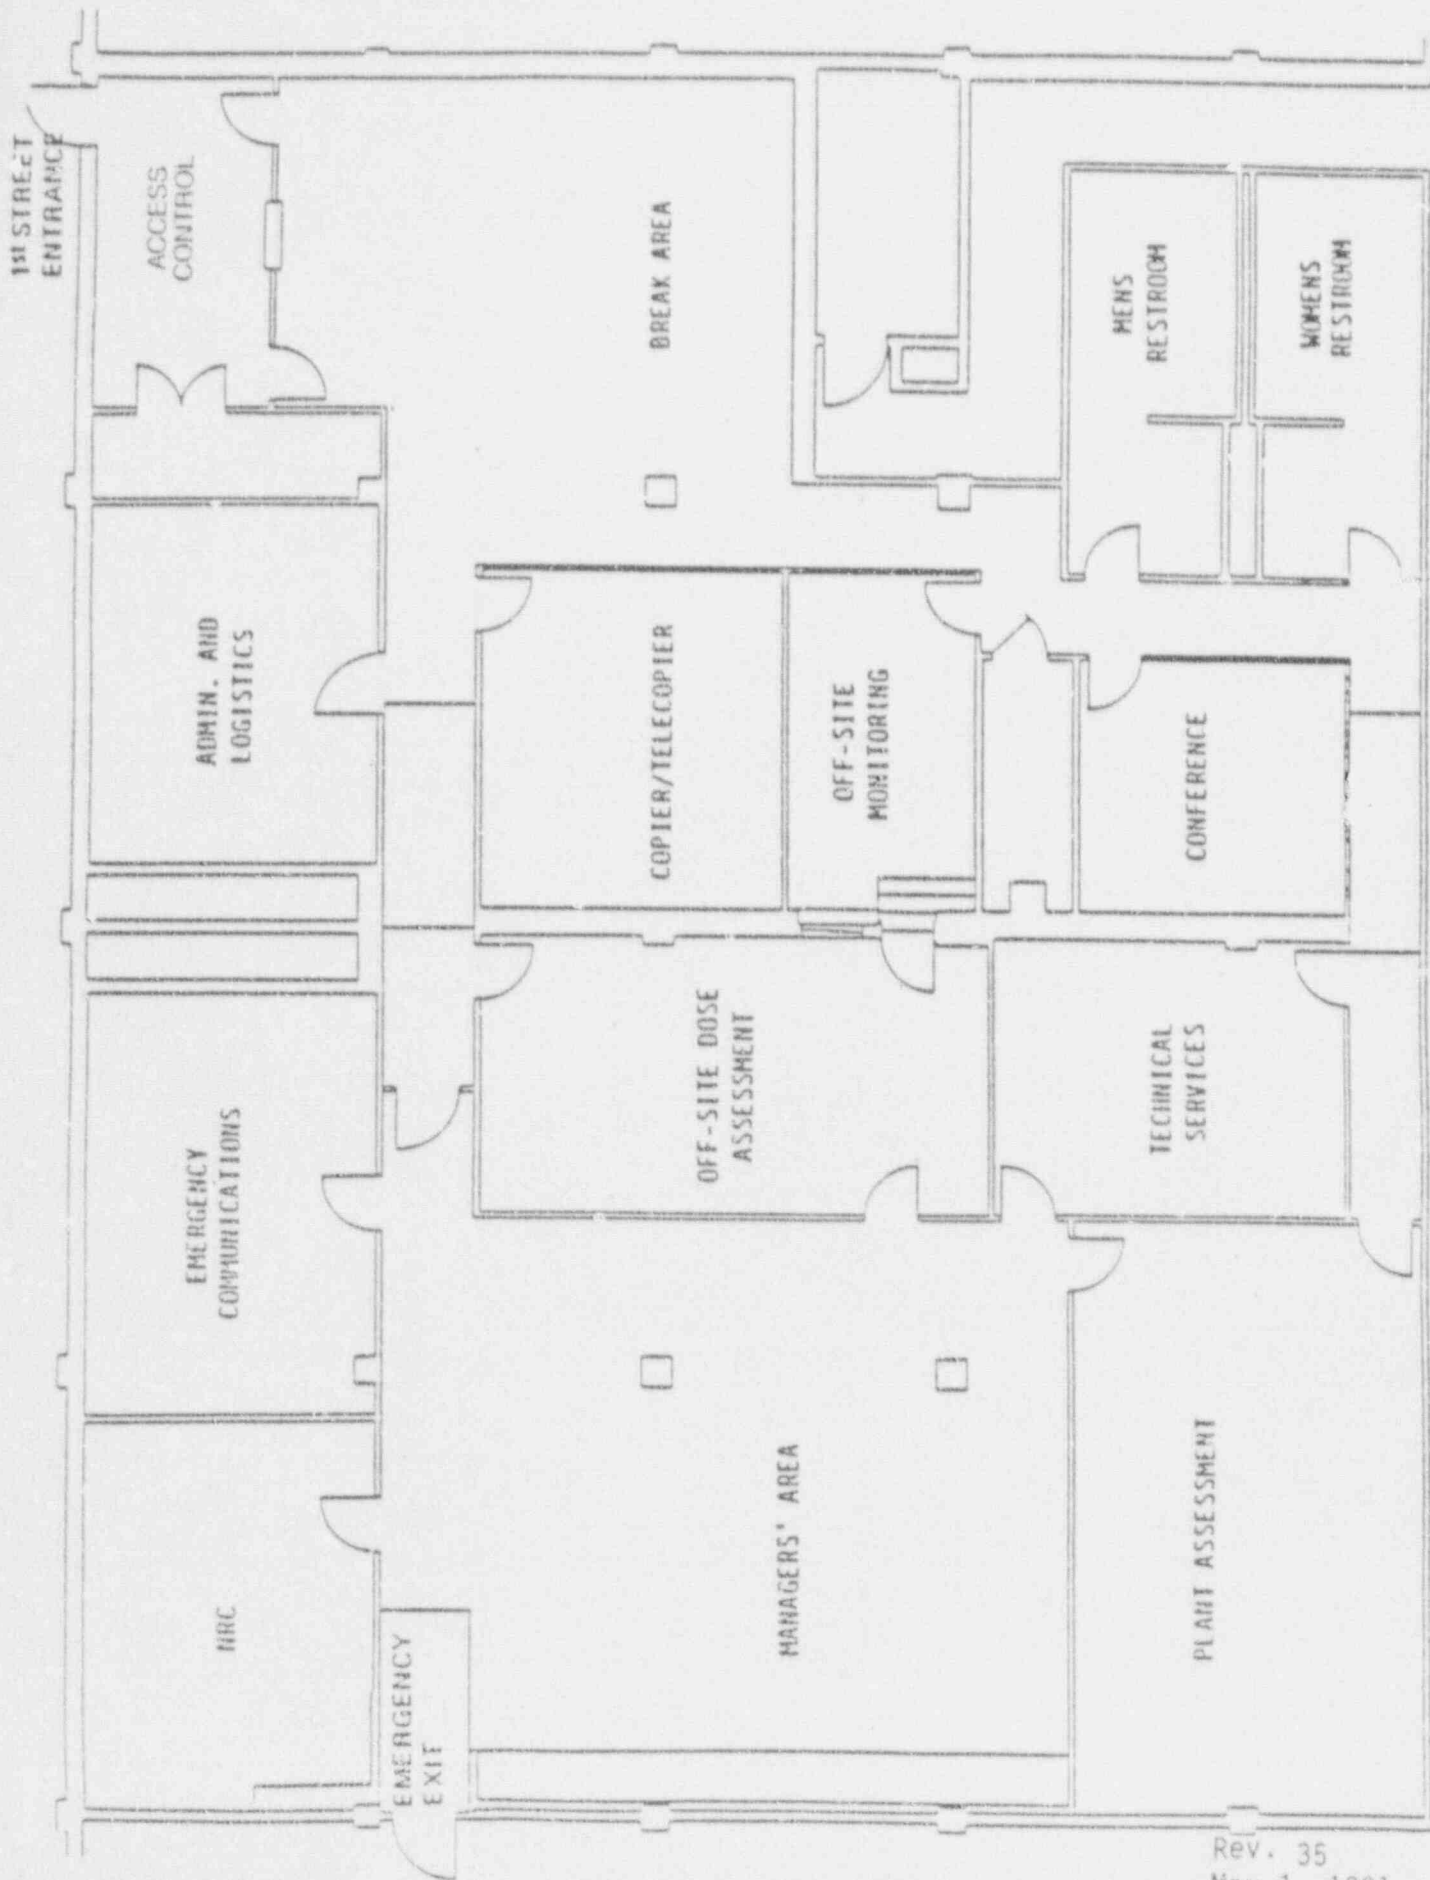 1st STREET
ENTRANCE
ACCESS
CONTROL
BREAK AREA
MENS
RESTROOM
WOMENS
RESTROOM
ADMIN. AND
LOGISTICS
COPIER/TELECOPIER
OFF-SITE
MONITORING
CONFERENCE
EMERGENCY
COMMUNICATIONS
OFF-SITE DOSE
ASSESSMENT
TECHNICAL
SERVICES
NRC
EMERGENCY
EXIT
MANAGERS' AREA
PLANT ASSESSMENT
Rev. 35